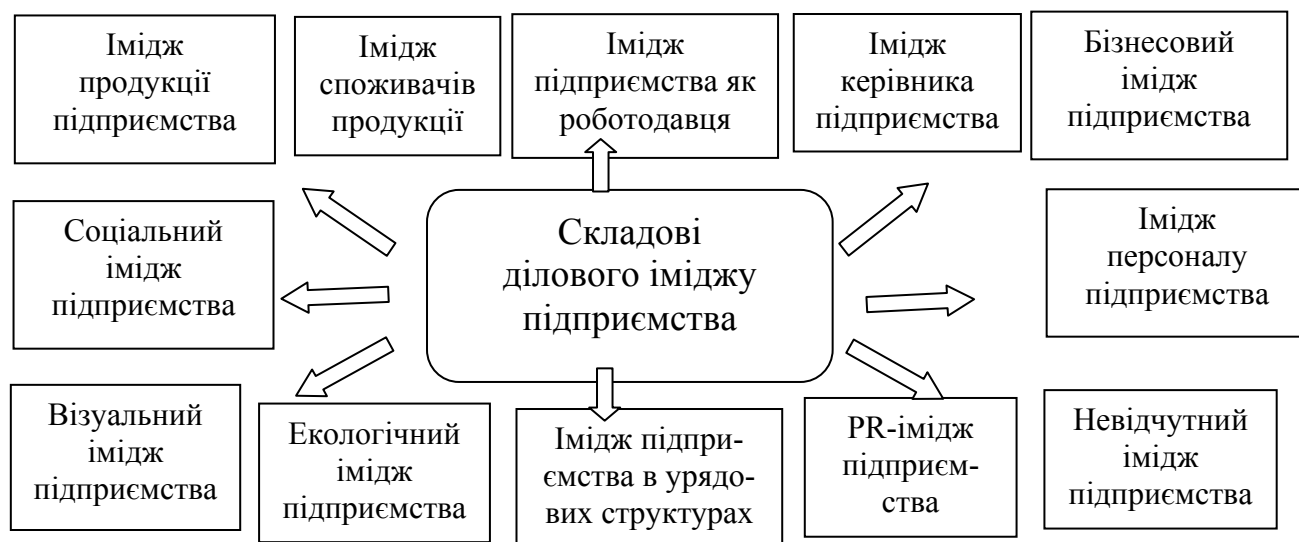 Імідж
продукції
підприємства
Імідж
споживачів
продукції
Імідж
підприємства як
роботодавця
Імідж
керівника
підприємства
Бізнесовий
імідж
підприємства
Соціальний
імідж
підприємства
Складові
ділового іміджу
підприємства
Імідж
персоналу
підприємства
Візуальний
імідж
підприємства
Екологічний
імідж
підприємства
Імідж підпри-
ємства в урядо-
вих структурах
PR-імідж
підприєм-
ства
Невідчутний
імідж
підприємства